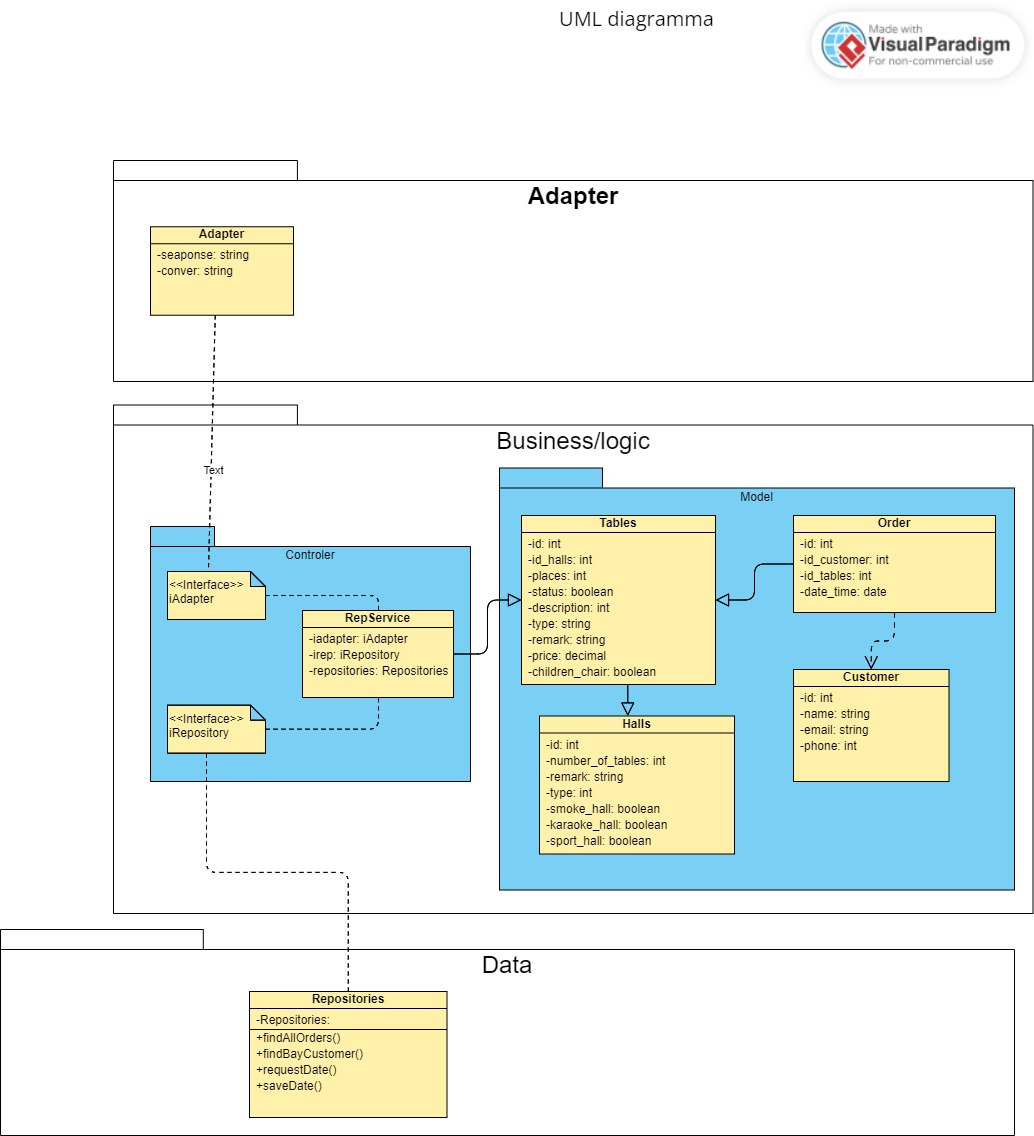 UML diagramma
Made with
VisualParadigm
For non-commercial use
Adapter
Adapter
-seaponse: string
-conver: string
Business/logic
Text
Controler
<<Interface>>
iAdapter
RepService
-iadapter: iAdapter
-irep: iRepository
-repositories: Repositories
<<Interface>>
iRepository
Model
Tables
-id: int
-id_halls: int
-places: int
-status: boolean
-description: int
-type: string
-remark: string
-price: decimal
-children_chair: boolean
Order
-id: int
-id_customer: int
-id_tables: int
-date_time: date
Customer
-id: int
-name: string
-email: string
-phone: int
Halls
-id: int
-number_of_tables: int
-remark: string
-type: int
-smoke_hall: boolean
-karaoke_hall: boolean
-sport_hall: boolean
Data
Repositories
-Repositories:
+findAllOrders()
+findBayCustomer()
+requestDate()
+saveDate()